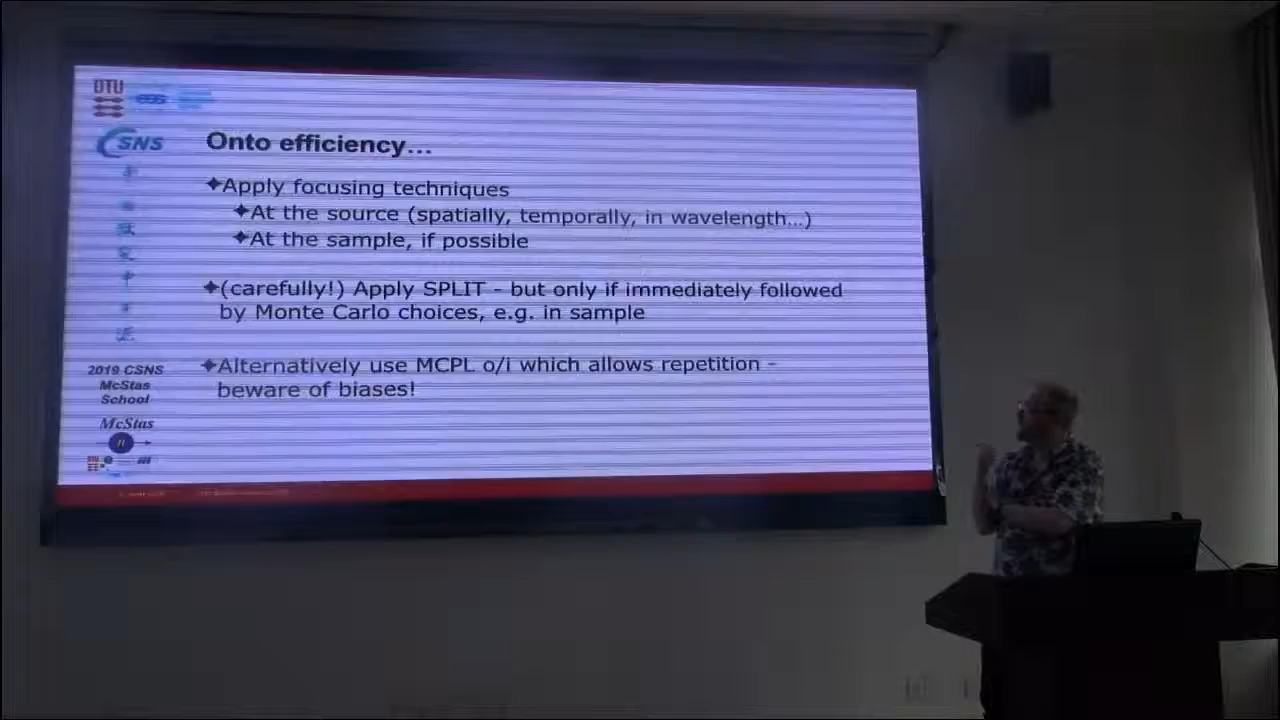 DTU
ess
CSNS
Onto efficiency...
✦Apply focusing techniques
✦At the source (spatially, temporally, in wavelength...)
✦At the sample, if possible
✦(carefully!) Apply SPLIT - but only if immediately followed
by Monte Carlo choices, e.g. in sample
✦Alternatively use MCPL o/i which allows repetition -
beware of biases!
2019 CSNS
McStas
School
McStas
n